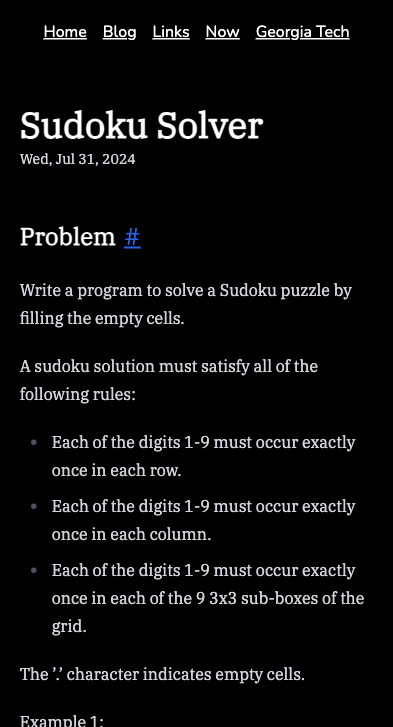 Home Blog Links Now Georgia Tech
Sudoku Solver
Wed, Jul 31, 2024
Problem #
Write a program to solve a Sudoku puzzle by
filling the empty cells.
A sudoku solution must satisfy all of the
following rules:
• Each of the digits 1-9 must occur exactly
once in each row.
• Each of the digits 1-9 must occur exactly
once in each column.
• Each of the digits 1-9 must occur exactly
once in each of the 9 3x3 sub-boxes of the
grid.
The ’.’ character indicates empty cells.
Example 1: